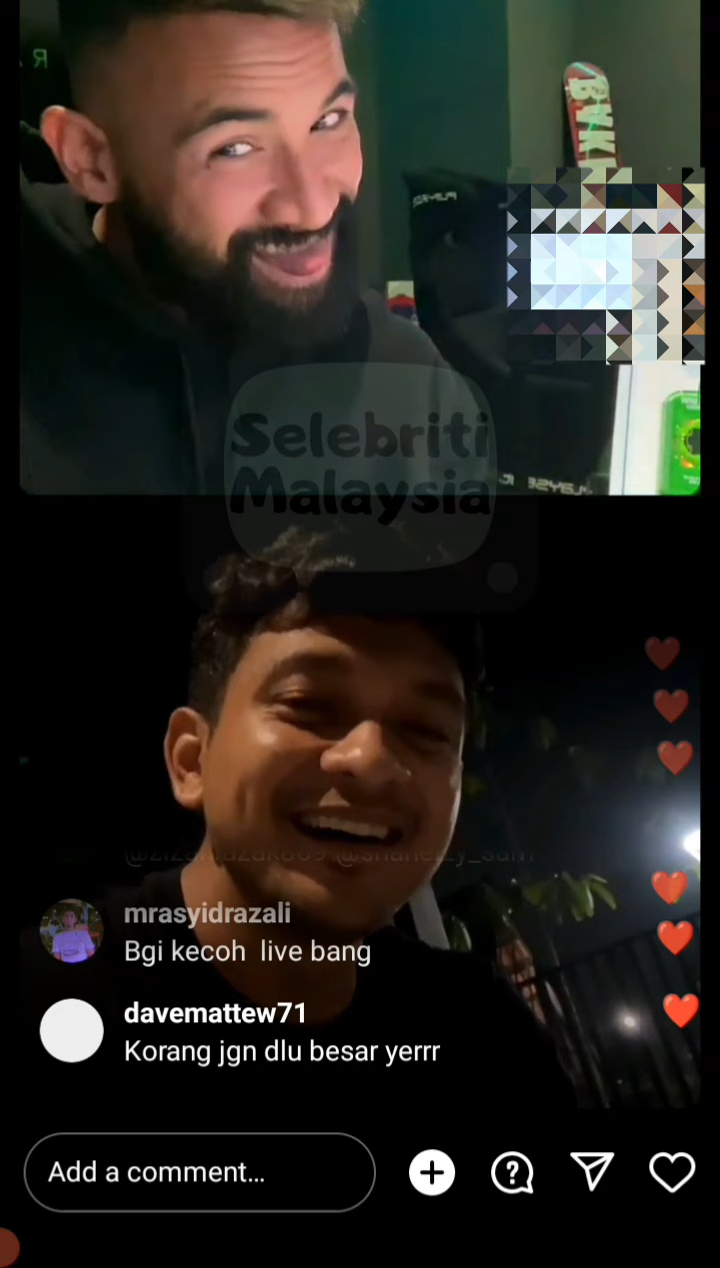 Selebriti
Malaysia
mrasyidrazali
Bgi kecoh live bang
davemattew71
Korang jgn dlu besar yerrr
Add a comment...